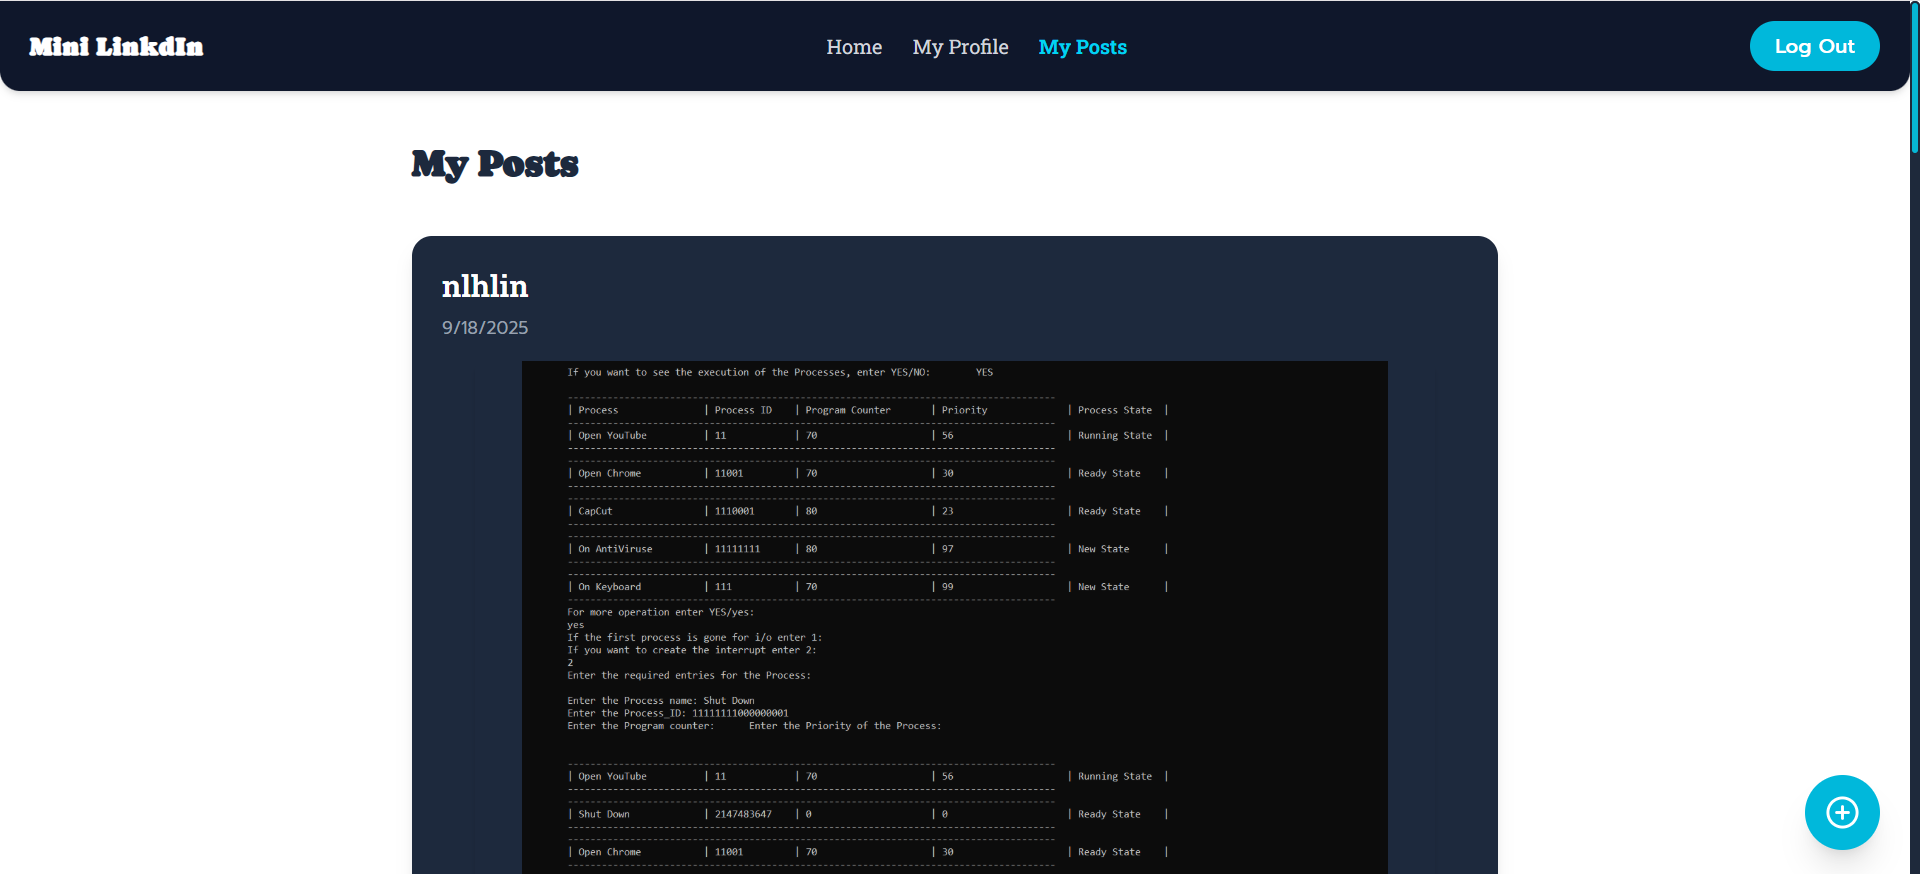 Mini LinkdIn
Home My Profile My Posts
Log Out
My Posts
nlhlin
9/18/2025
If you want to see the execution of the Processes, enter YES/NO: YES
| Process | Process ID | Program Counter | Priority | Process State |
| Open YouTube | 11 | 70 | 56 | Running State |
| Open Chrome | 11001 | 70 | 30 | Ready State |
| CapCut | 1110001 | 80 | 23 | Ready State |
| On AntiViruse | 11111111 | 80 | 97 | New State |
| On Keyboard | 111 | 70 | 99 | New State |
For more operation enter YES/yes:
yes
If the first process is gone for i/o enter 1:
If you want to create the interrupt enter 2:
2
Enter the required entries for the Process:
Enter the Process name: Shut Down
Enter the Process_ID: 11111111000000001
Enter the Program counter: Enter the Priority of the Process:
| Open YouTube | 11 | 70 | 56 | Running State |
| Shut Down | 2147483647 | 0 | 0 | Ready State |
| Open Chrome | 11001 | 70 | 30 | Ready State |